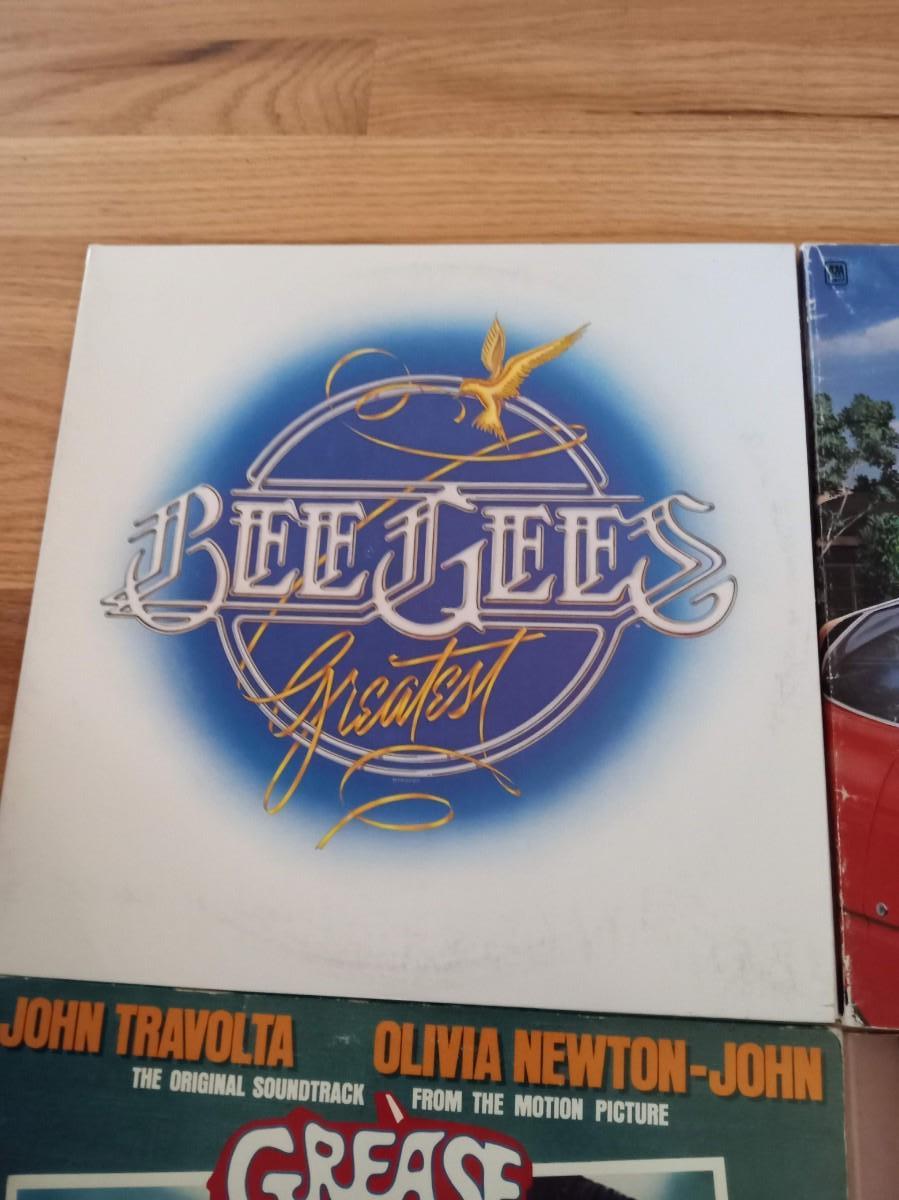 BEE GEES
Greatest
JOHN TRAVOLTA OLIVIA NEWTON-JOHN
THE ORIGINAL SOUNDTRACK FROM THE MOTION PICTURE
GREASE